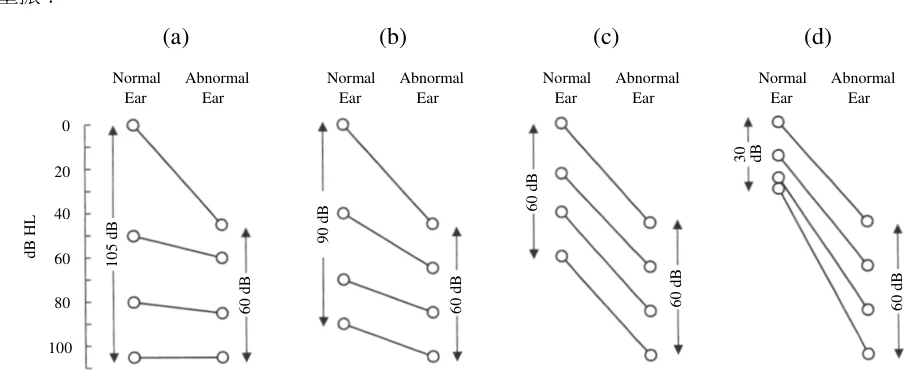 (a) (b) (c) (d)
Normal Ear Abnormal Ear Normal Ear Abnormal Ear Normal Ear Abnormal Ear Normal Ear Abnormal Ear
0
20
40
60
80
100
dB HL
105 dB
60 dB
90 dB
60 dB
60 dB
60 dB
30 dB
60 dB